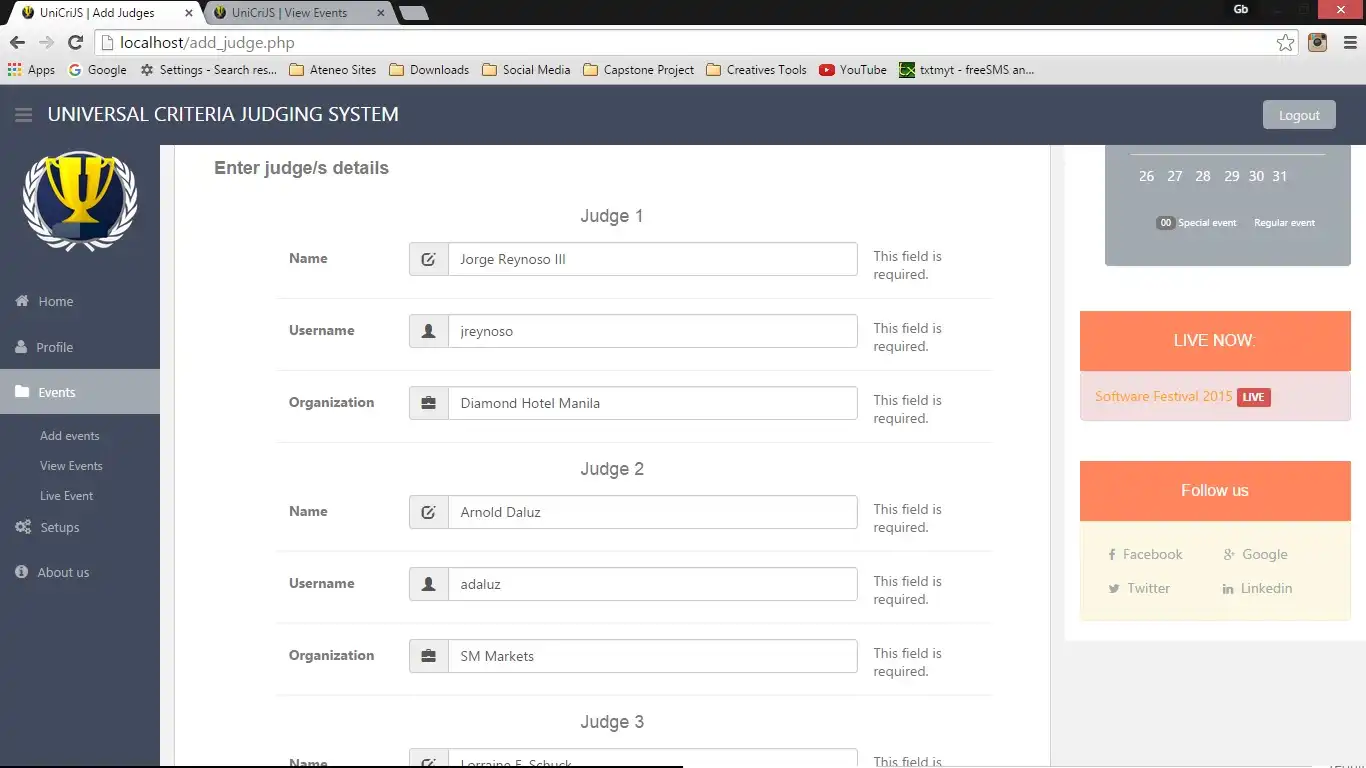 UniCriJS | Add Judges
UniCriJS | View Events
Gb
localhost/add_judge.php
Apps
Google
Settings - Search res...
Ateneo Sites
Downloads
Social Media
Capstone Project
Creatives Tools
YouTube
txtmyt - freeSMS an...
UNIVERSAL CRITERIA JUDGING SYSTEM
Logout
U
Home
Profile
Events
Add events
View Events
Live Event
Setups
About us
Enter judge/s details
Judge 1
Name
Jorge Reynoso III
This field is
required.
Username
jreynoso
This field is
required.
Organization
Diamond Hotel Manila
This field is
required.
Judge 2
Name
Arnold Daluz
This field is
required.
Username
adaluz
This field is
required.
Organization
SM Markets
This field is
required.
Judge 3
Name
Lorraine E. Schuck
This field is
26 27 28 29 30 31
00 Special event
Regular event
LIVE NOW:
Software Festival 2015 LIVE
Follow us
Facebook
Google
Twitter
Linkedin